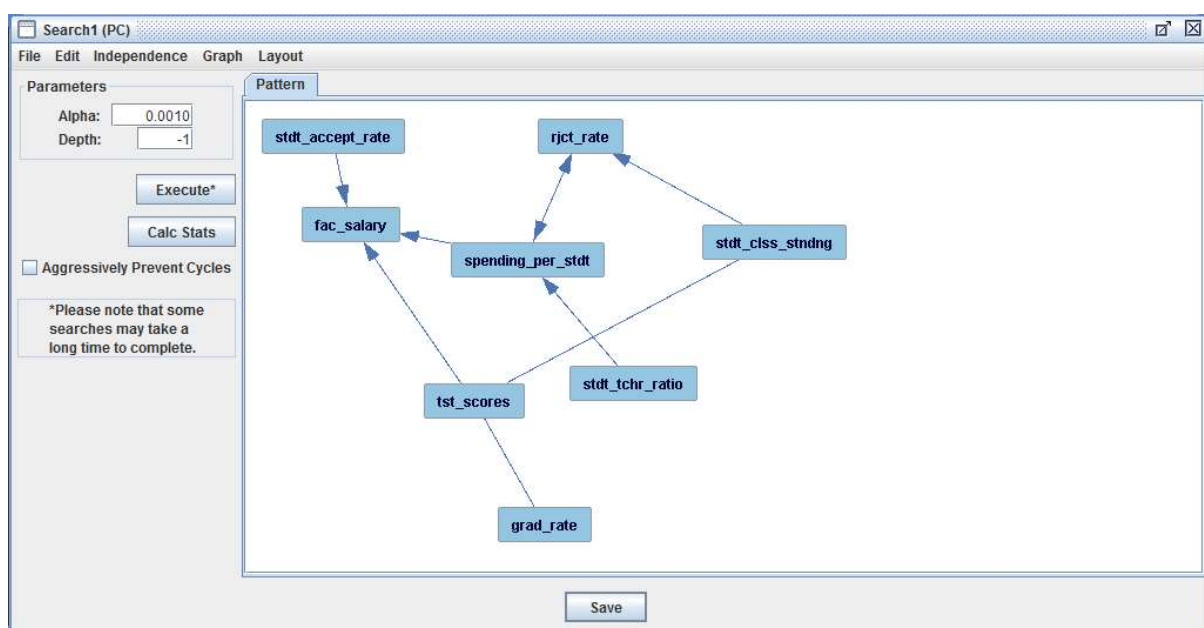 Search1 (PC)
File Edit Independence Graph Layout
Parameters
Alpha: 0.0010
Depth: -1
Execute*
Calc Stats
Aggressively Prevent Cycles
*Please note that some
searches may take a
long time to complete.
Pattern
stdt_accept_rate
rjct_rate
fac_salary
stdt_clss_stndng
spending_per_stdt
stdt_tchr_ratio
tst_scores
grad_rate
Save